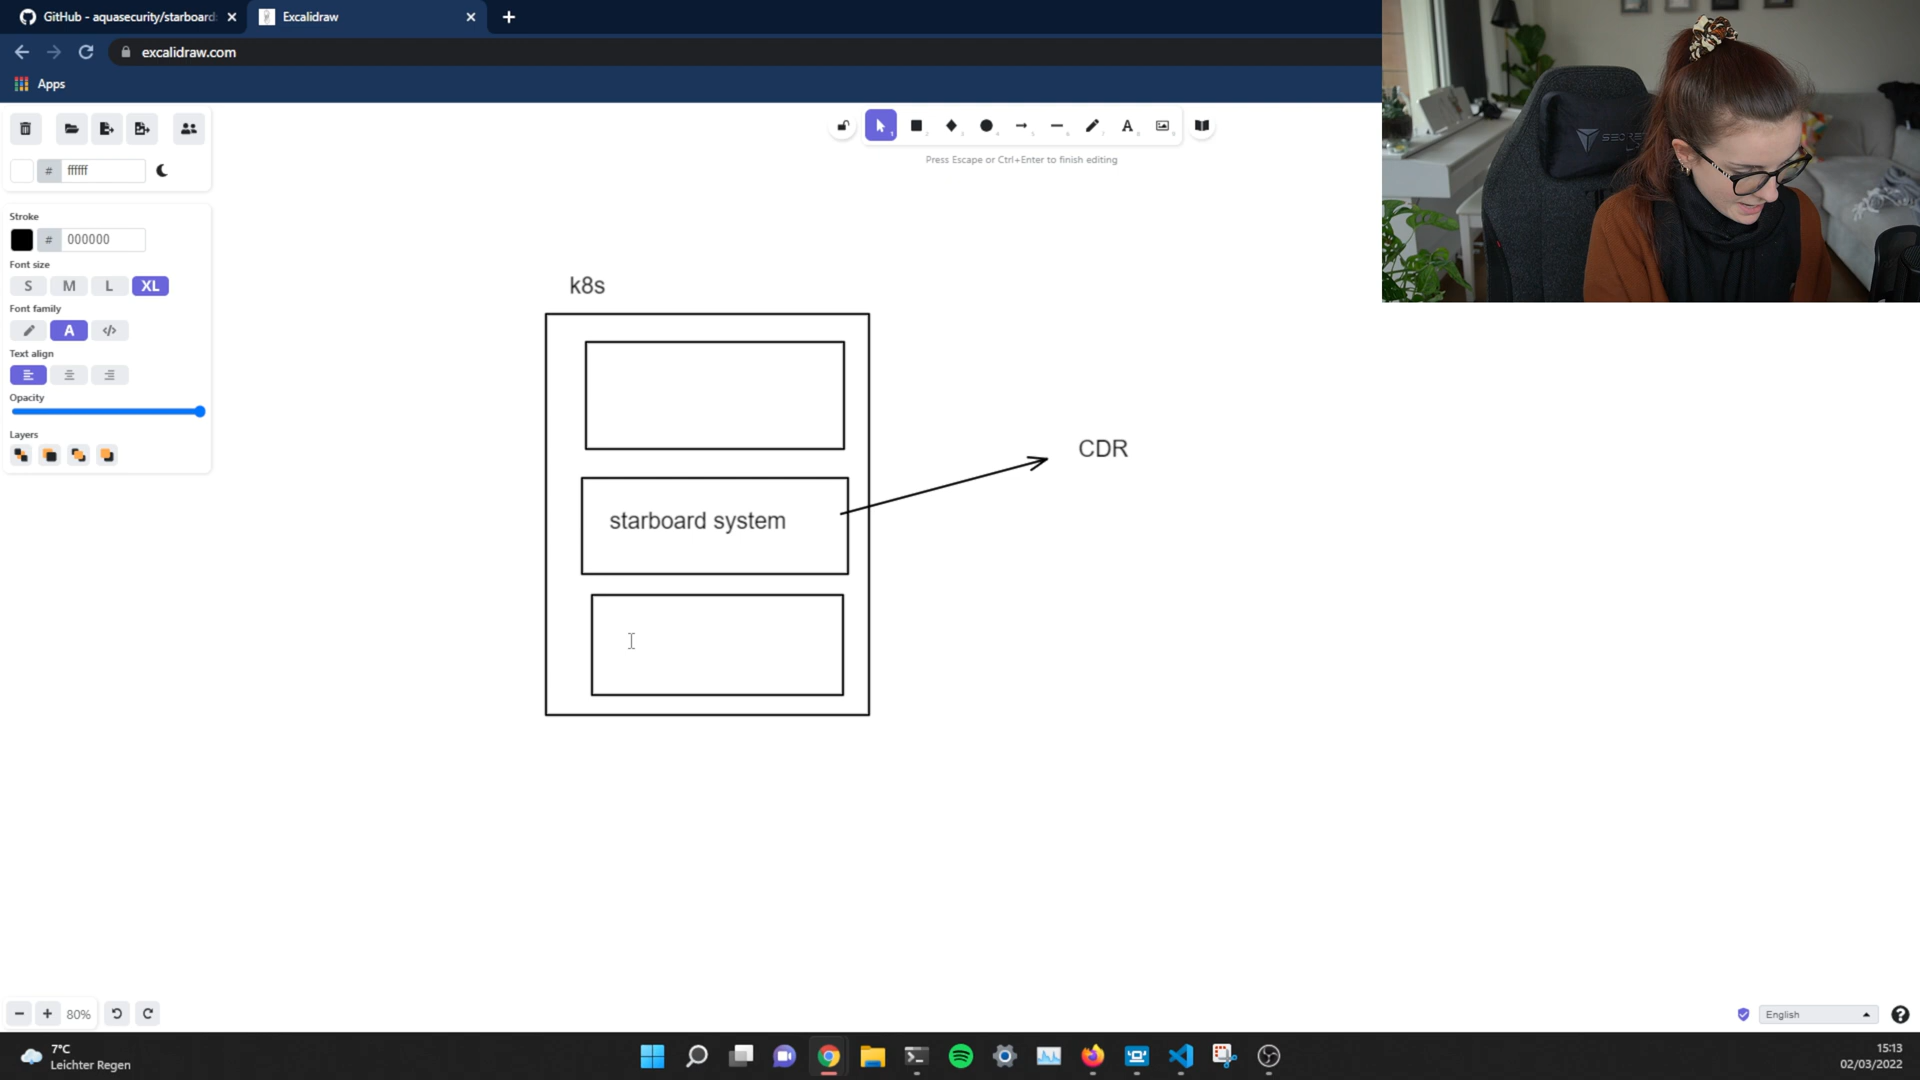 GitHub - aquasecurity/starboard:
Excalidraw
excalidraw.com
Apps
# ffffff
Press Escape or Ctrl+Enter to finish editing
Stroke
# 000000
Font size
S M L XL
Font family
A
Text align
Opacity
Layers
k8s
CDR
starboard system
80%
English
7°C
Leichter Regen
15:13
02/03/2022